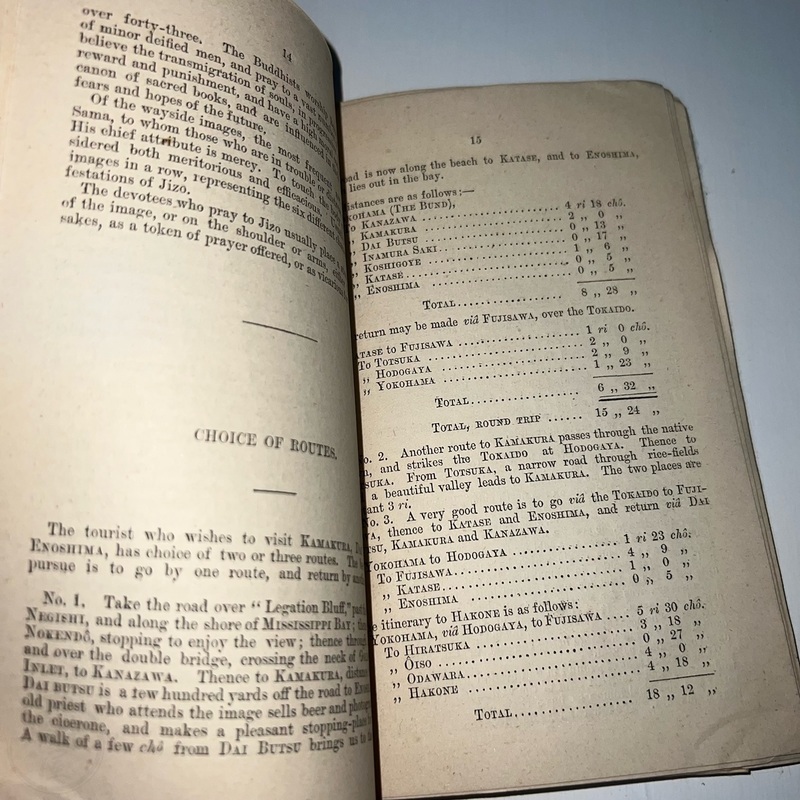 14
over forty-three. The Buddhists
of minor deified men, and pray to a vast
believe the transmigration of souls, in
reward and punishment, and have a high
canon of sacred books, and are influenced
fears and hopes of the future.
Of the wayside images, the most frequent
Sama, to whom those who are in trouble or
His chief attribute is mercy. To touch the
sidered both meritorious and efficacious.
images in a row, representing the six different
festations of Jizo.
The devotees who pray to Jizo usually place
of the image, or on the shoulder or arms,
sakes, as a token of prayer offered, or as
CHOICE OF ROUTES.
The tourist who wishes to visit KAMAKURA,
ENOSHIMA, has choice of two or three routes.
pursue is to go by one route, and return by
No. 1. Take the road over “Legation Bluff,”
NEGISHI, and along the shore of MISSISSIPPI BAY;
NOKENDÔ, stopping to enjoy the view; thence
and over the double bridge, crossing the neck of
INLET, to KANAZAWA. Thence to KAMAKURA,
DAI BUTSU is a few hundred yards off the road to
old priest who attends the image sells beer and
the cicerone, and makes a pleasant
A walk of a few chô from DAI BUTSU brings us to
15
is now along the beach to KATASE, and to ENOSHIMA,
lies out in the bay.
are as follows:—
(THE BUND),
KANAZAWA ........ 4 ri 18 chô.
„ KAMAKURA ........ 2 „ 0 „
„ DAI BUTSU ........ 0 „ 13 „
„ INAMURA SAKI ........ 0 „ 17 „
„ KOSHIGOYE ........ 1 „ 6 „
„ KATASE ........ 0 „ 5 „
„ ENOSHIMA ........ 0 „ 5 „
TOTAL ........ 8 „ 28 „
return may be made viâ FUJISAWA, over the TOKAIDO.
to FUJISAWA ........ 1 ri 0 chô.
To TOTSUKA ........ 2 „ 0 „
„ HODOGAYA ........ 2 „ 9 „
„ YOKOHAMA ........ 1 „ 23 „
TOTAL ........ 6 „ 32 „
TOTAL, ROUND TRIP ...... 15 „ 24 „
2. Another route to KAMAKURA passes through the native
and strikes the TOKAIDO at HODOGAYA. Thence to
From TOTSUKA, a narrow road through rice-fields
a beautiful valley leads to KAMAKURA. The two places are
3 ri.
No. 3. A very good route is to go viâ the TOKAIDO to FUJI-
thence to KATASE and ENOSHIMA, and return viâ DAI
KAMAKURA and KANAZAWA.
YOKOHAMA to HODOGAYA ........ 1 ri 23 chô.
To FUJISAWA ........ 4 „ 9 „
„ KATASE ........ 1 „ 0 „
„ ENOSHIMA ........ 0 „ 5 „
itinerary to HAKONE is as follows:
YOKOHAMA, viâ HODOGAYA, to FUJISAWA .... 5 ri 30 chô.
To HIRATSUKA ........ 3 „ 18 „
„ ÔISO ........ 0 „ 27 „
„ ODAWARA ........ 4 „ 0 „
„ HAKONE ........ 4 „ 18 „
TOTAL ........ 18 „ 12 „